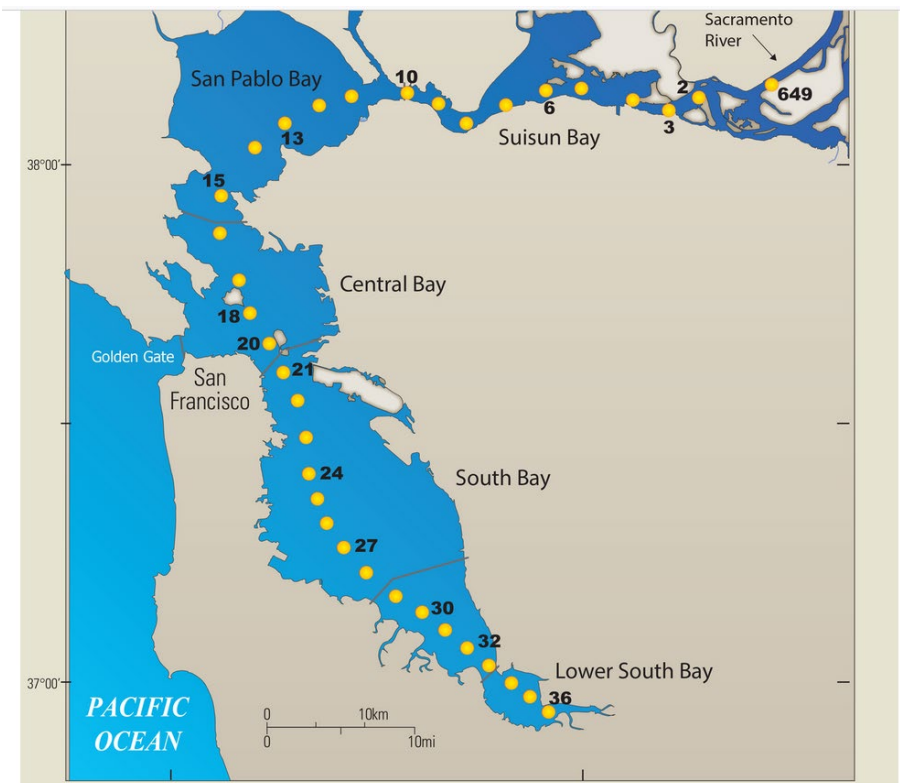 Sacramento
River
San Pablo Bay
10
2
649
6
3
13
Suisun Bay
38°00'
15
Central Bay
18
20
Golden Gate
21
San
Francisco
24
South Bay
27
30
32
Lower South Bay
37°00'
36
PACIFIC
OCEAN
0 10km
0 10mi